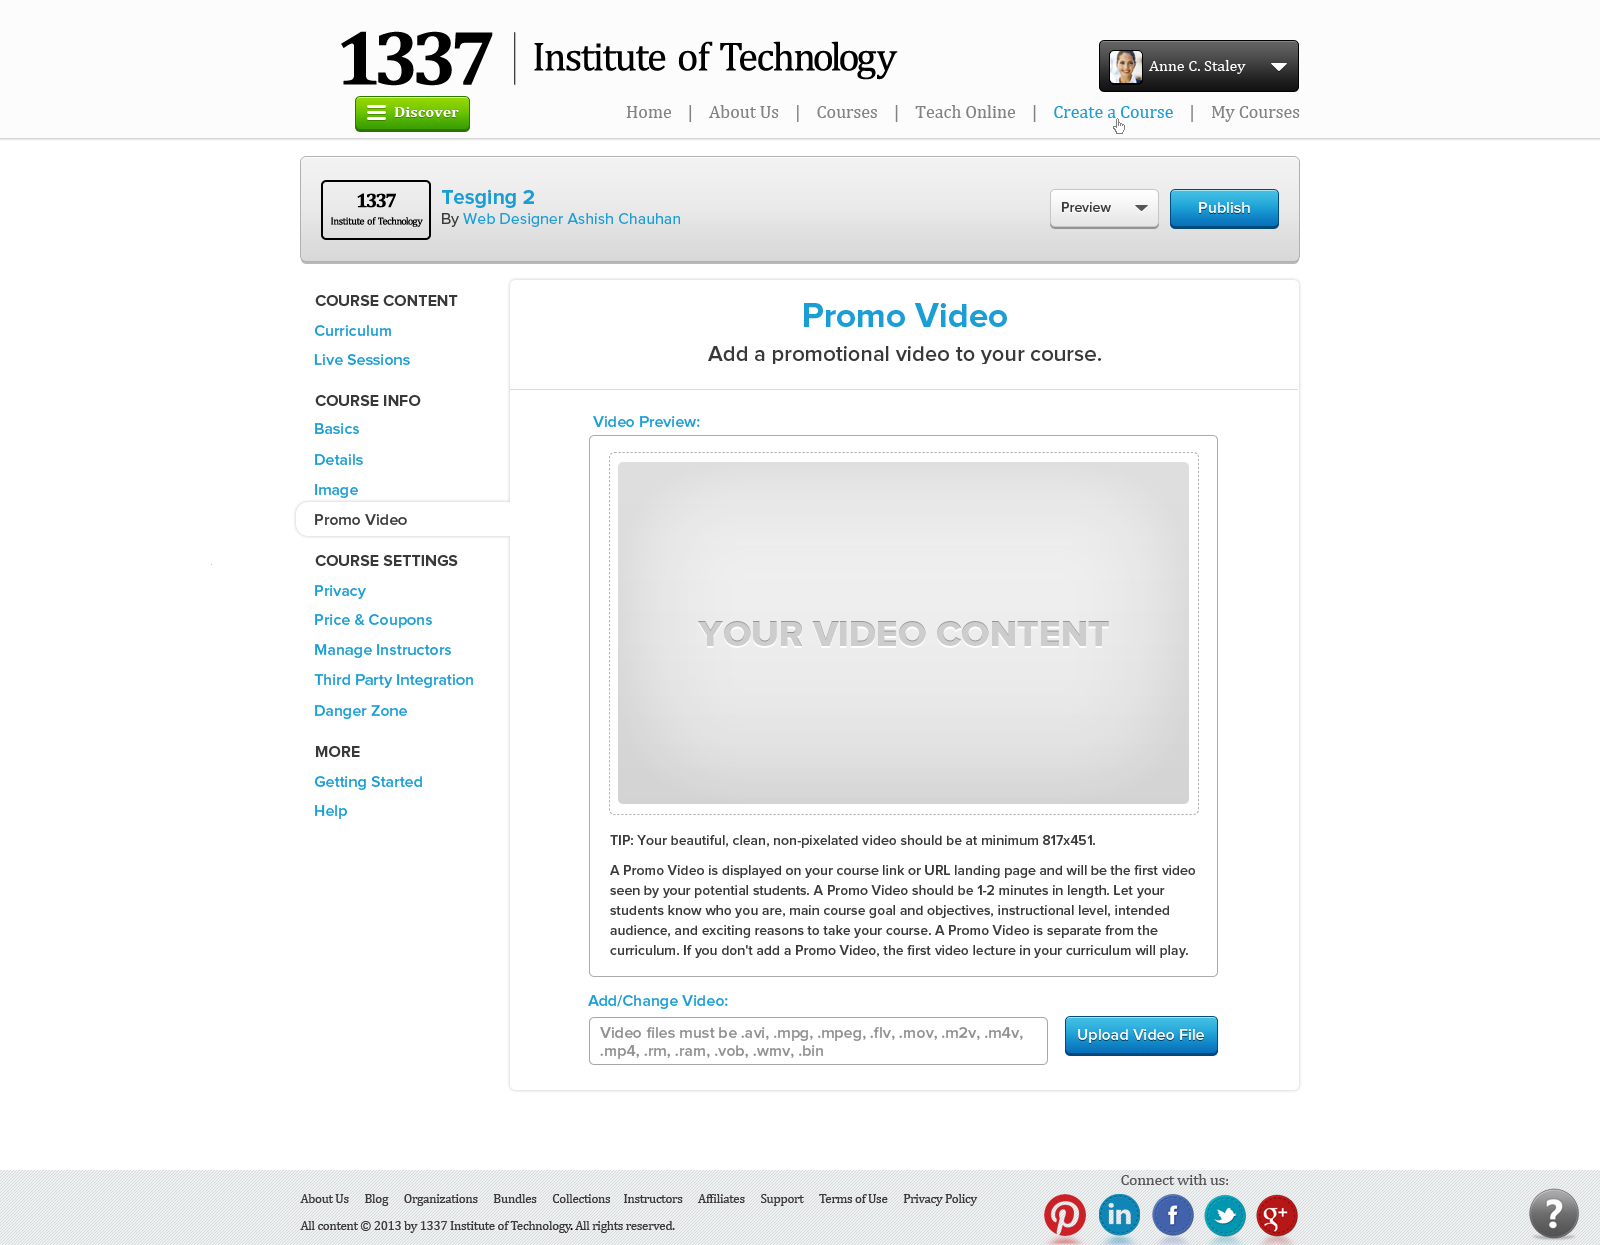 1337 | Institute of Technology
Anne C. Staley
Discover
Home | About Us | Courses | Teach Online | Create a Course | My Courses
1337
Institute of Technology
Tesging 2
By Web Designer Ashish Chauhan
Preview
Publish
COURSE CONTENT
Curriculum
Live Sessions
COURSE INFO
Basics
Details
Image
Promo Video
COURSE SETTINGS
Privacy
Price & Coupons
Manage Instructors
Third Party Integration
Danger Zone
MORE
Getting Started
Help
Promo Video
Add a promotional video to your course.
Video Preview:
YOUR VIDEO CONTENT
TIP: Your beautiful, clean, non-pixelated video should be at minimum 817x451.
A Promo Video is displayed on your course link or URL landing page and will be the first video
seen by your potential students. A Promo Video should be 1-2 minutes in length. Let your
students know who you are, main course goal and objectives, instructional level, intended
audience, and exciting reasons to take your course. A Promo Video is separate from the
curriculum. If you don't add a Promo Video, the first video lecture in your curriculum will play.
Add/Change Video:
Video files must be .avi, .mpg, .mpeg, .flv, .mov, .m2v, .m4v,
.mp4, .rm, .ram, .vob, .wmv, .bin
Upload Video File
About Us Blog Organizations Bundles Collections Instructors Affiliates Support Terms of Use Privacy Policy
All content © 2013 by 1337 Institute of Technology. All rights reserved.
Connect with us:
in
f
g+
?